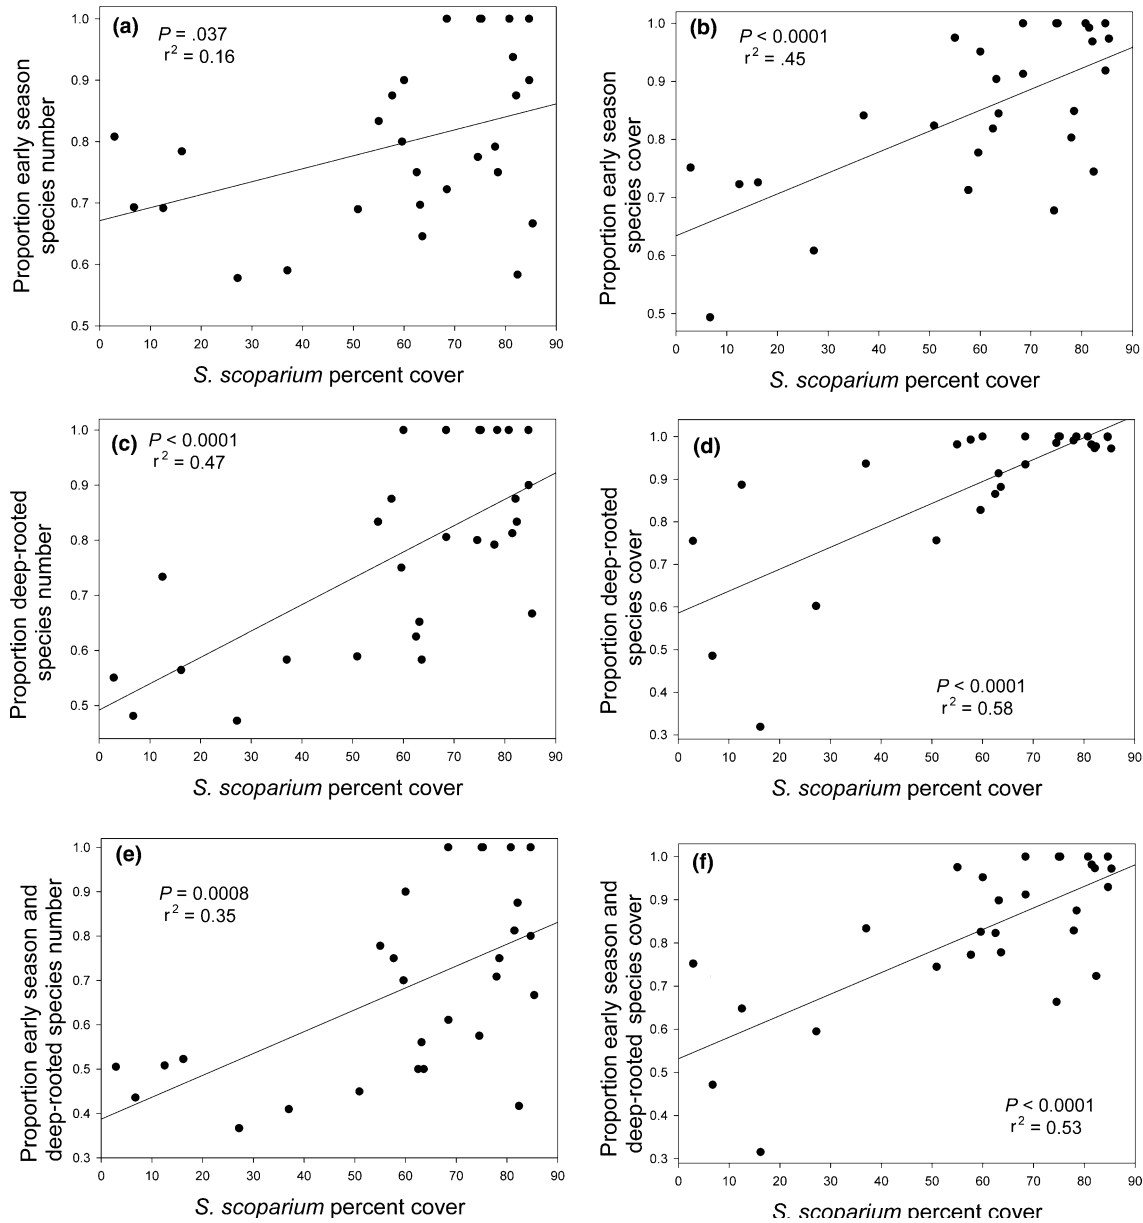 (a)
P = .037
r² = 0.16
Proportion early season
species number
1.0
0.9
0.8
0.7
0.6
0.5
0 10 20 30 40 50 60 70 80 90
S. scoparium percent cover
(b)
P < 0.0001
r² = .45
Proportion early season
species cover
1.0
0.9
0.8
0.7
0.6
0.5
0 10 20 30 40 50 60 70 80 90
S. scoparium percent cover
(c)
P < 0.0001
r² = 0.47
Proportion deep-rooted
species number
1.0
0.9
0.8
0.7
0.6
0.5
0 10 20 30 40 50 60 70 80 90
S. scoparium percent cover
(d)
P < 0.0001
r² = 0.58
Proportion deep-rooted
species cover
1.0
0.9
0.8
0.7
0.6
0.5
0.4
0.3
0 10 20 30 40 50 60 70 80 90
S. scoparium percent cover
(e)
P = 0.0008
r² = 0.35
Proportion early season and
deep-rooted species number
1.0
0.9
0.8
0.7
0.6
0.5
0.4
0.3
0 10 20 30 40 50 60 70 80 90
S. scoparium percent cover
(f)
P < 0.0001
r² = 0.53
Proportion early season and
deep-rooted species cover
1.0
0.9
0.8
0.7
0.6
0.5
0.4
0.3
0 10 20 30 40 50 60 70 80 90
S. scoparium percent cover